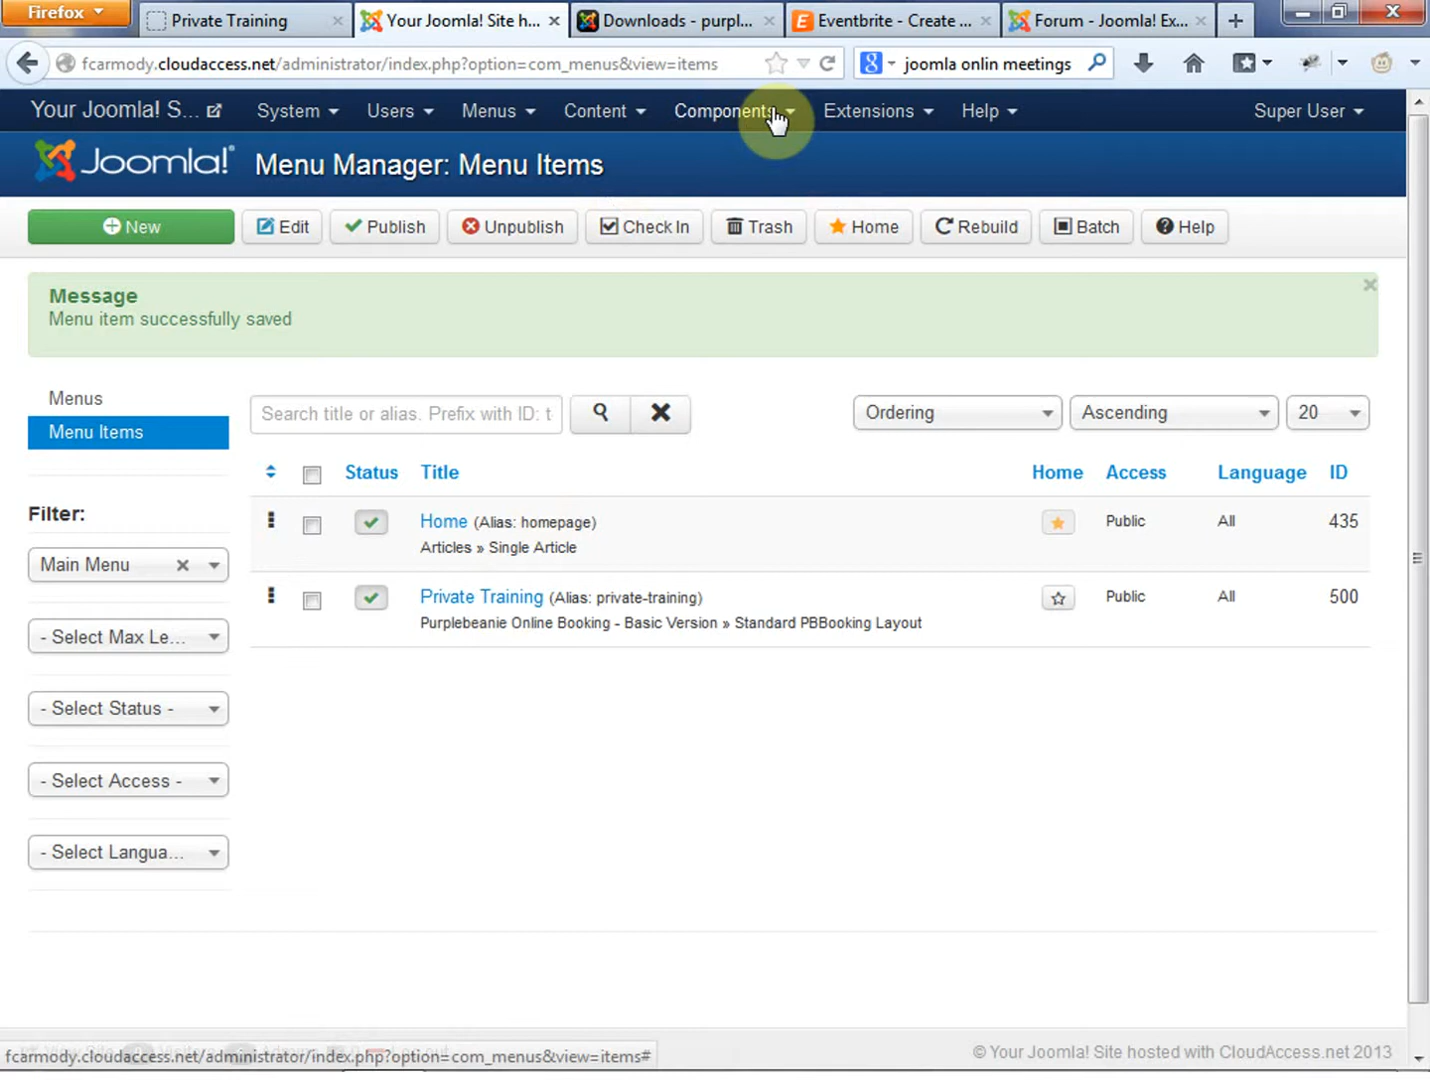 Firefox
Private Training
Your Joomla! Site h...
Downloads - purpl...
Eventbrite - Create ...
Forum - Joomla! Ex...
fcarmody.cloudaccess.net/administrator/index.php?option=com_menus&view=items
joomla onlin meetings
Your Joomla! S...
System
Users
Menus
Content
Components
Extensions
Help
Super User
Joomla!
Menu Manager: Menu Items
New
Edit
Publish
Unpublish
Check In
Trash
Home
Rebuild
Batch
Help
Message
Menu item successfully saved
Menus
Menu Items
Search title or alias. Prefix with ID: t
Ordering
Ascending
20
Status
Title
Home
Access
Language
ID
Filter:
Main Menu
- Select Max Le...
- Select Status -
- Select Access -
- Select Langua...
Home (Alias: homepage)
Articles » Single Article
Public
All
435
Private Training (Alias: private-training)
Purplebeanie Online Booking - Basic Version » Standard PBBooking Layout
Public
All
500
fcarmody.cloudaccess.net/administrator/index.php?option=com_menus&view=items#
© Your Joomla! Site hosted with CloudAccess.net 2013